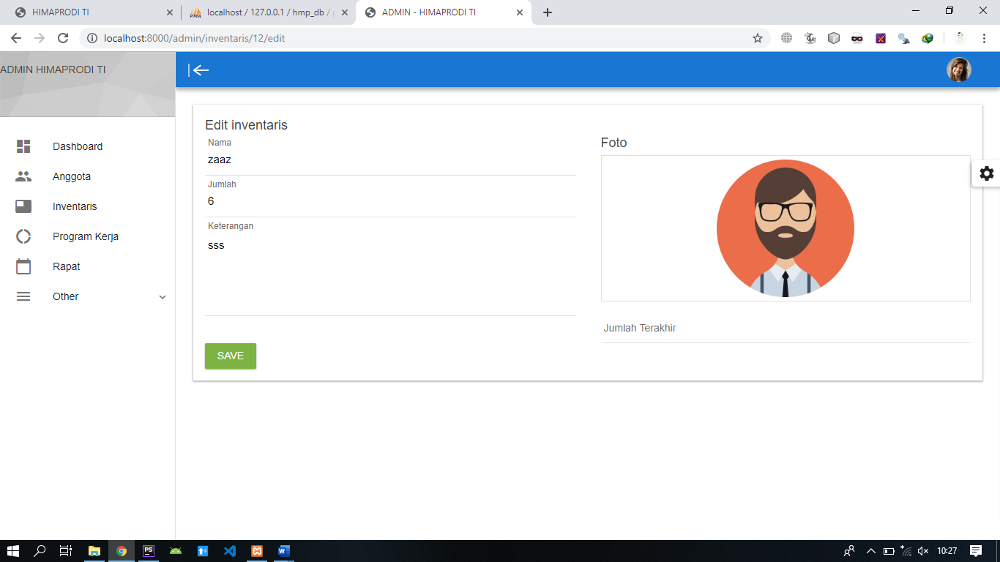 HIMAPRODI TI
localhost / 127.0.0.1 / hmp_db /
ADMIN - HIMAPRODI TI
localhost:8000/admin/inventaris/12/edit
ADMIN HIMAPRODI TI
Dashboard
Anggota
Inventaris
Program Kerja
Rapat
Other
Edit inventaris
Nama
zaaz
Jumlah
6
Keterangan
sss
SAVE
Foto
Jumlah Terakhir
10:27